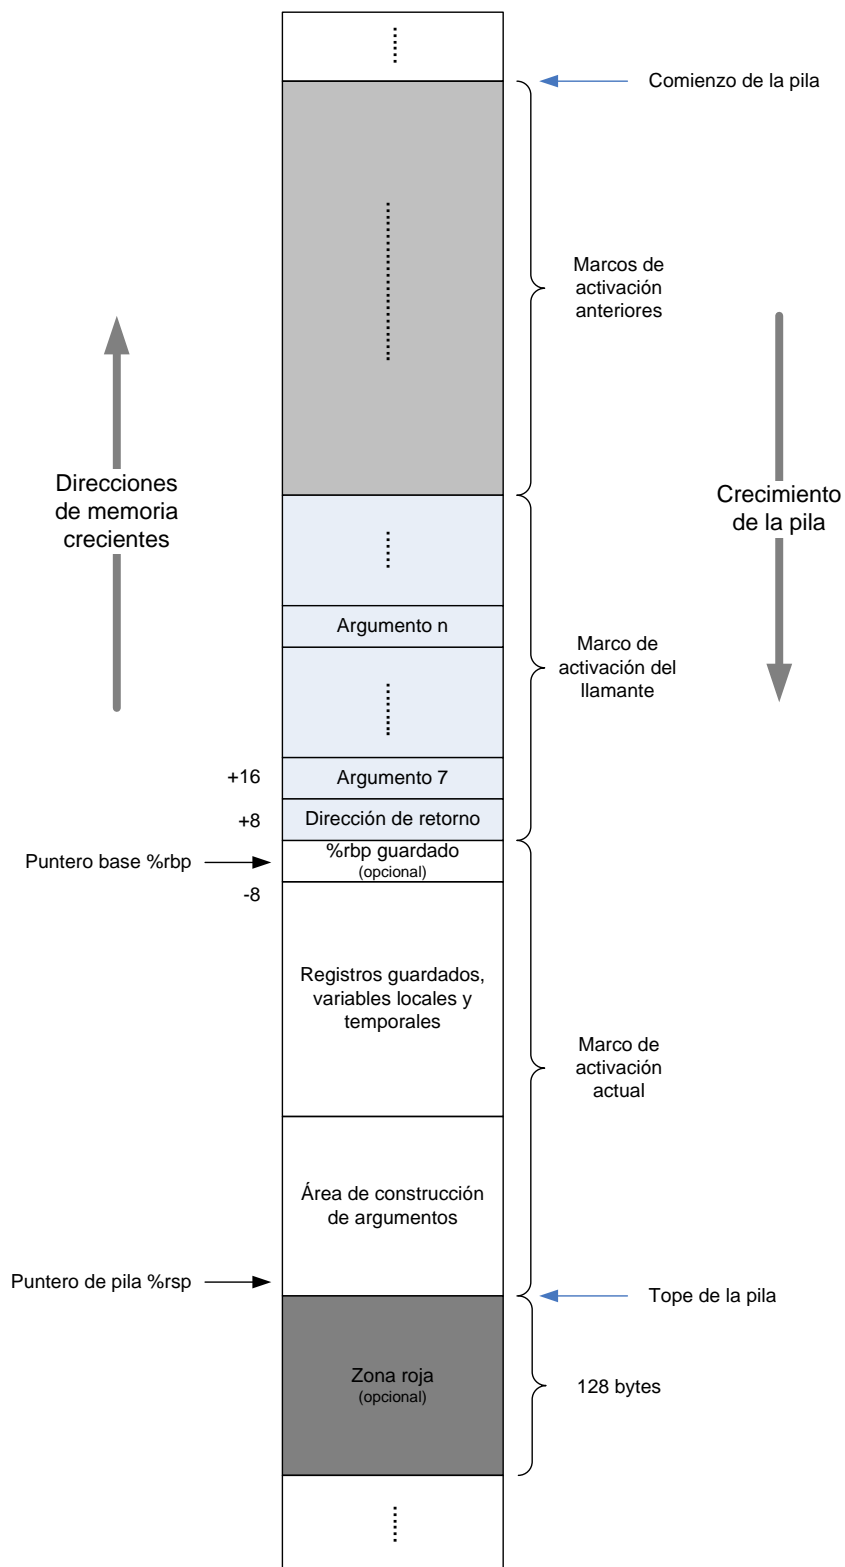 Comienzo de la pila
Marcos de
activación
anteriores
Direcciones
de memoria
crecientes
Crecimiento
de la pila
Argumento n
Marco de
activación del
llamante
+16
Argumento 7
+8
Dirección de retorno
Puntero base %rbp
%rbp guardado
(opcional)
-8
Registros guardados,
variables locales y
temporales
Marco de
activación
actual
Área de construcción
de argumentos
Puntero de pila %rsp
Tope de la pila
Zona roja
(opcional)
128 bytes